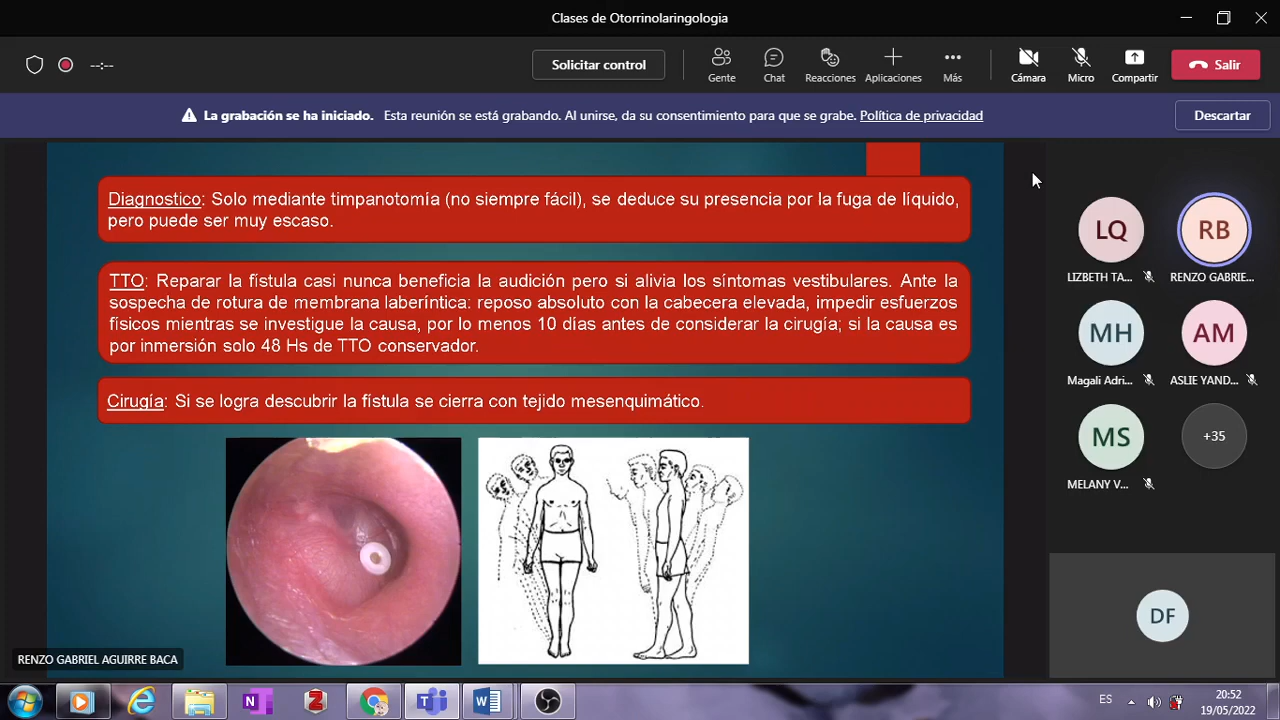 Clases de Otorrinolaringologia
--:--
Solicitar control
Gente
Chat
Reacciones
Aplicaciones
Más
Cámara
Micro
Compartir
Salir
La grabación se ha iniciado. Esta reunión se está grabando. Al unirse, da su consentimiento para que se grabe. Política de privacidad
Descartar
Diagnostico: Solo mediante timpanotomía (no siempre fácil), se deduce su presencia por la fuga de líquido,
pero puede ser muy escaso.
TTO: Reparar la fístula casi nunca beneficia la audición pero si alivia los síntomas vestibulares. Ante la
sospecha de rotura de membrana laberíntica: reposo absoluto con la cabecera elevada, impedir esfuerzos
físicos mientras se investigue la causa, por lo menos 10 días antes de considerar la cirugía; si la causa es
por inmersión solo 48 Hs de TTO conservador.
Cirugía: Si se logra descubrir la fístula se cierra con tejido mesenquimático.
LQ
LIZBETH TA...
RB
RENZO GABRIE...
MH
Magali Adri...
AM
ASLIE YAND...
MS
MELANY V...
+35
DF
RENZO GABRIEL AGUIRRE BACA
ES
20:52
19/05/2022